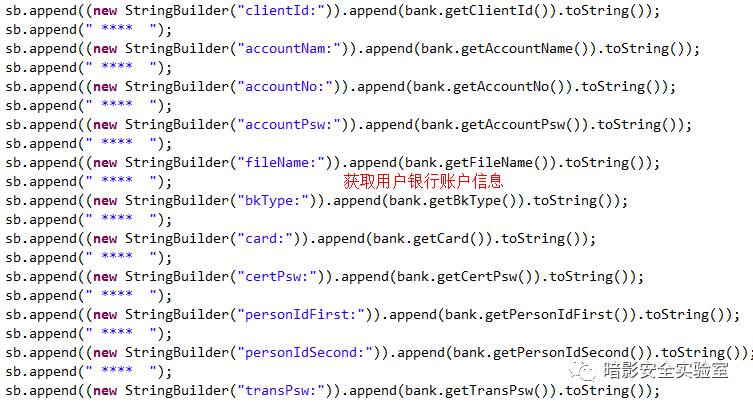 sb.append((new StringBuilder("clientId:")).append(bank.getClientId()).toString());
sb.append(" ****  ");
sb.append((new StringBuilder("accountNam:")).append(bank.getAccountName()).toString());
sb.append(" ****  ");
sb.append((new StringBuilder("accountNo:")).append(bank.getAccountNo()).toString());
sb.append(" ****  ");
sb.append((new StringBuilder("accountPsw:")).append(bank.getAccountPsw()).toString());
sb.append(" ****  ");
sb.append((new StringBuilder("fileName:")).append(bank.getFileName()).toString());
sb.append(" ****  "); 获取用户银行账户信息
sb.append((new StringBuilder("bkType:")).append(bank.getBkType()).toString());
sb.append(" ****  ");
sb.append((new StringBuilder("card:")).append(bank.getCard()).toString());
sb.append(" ****  ");
sb.append((new StringBuilder("certPsw:")).append(bank.getCertPsw()).toString());
sb.append(" ****  ");
sb.append((new StringBuilder("personIdFirst:")).append(bank.getPersonIdFirst()).toString());
sb.append(" ****  ");
sb.append((new StringBuilder("personIdSecond:")).append(bank.getPersonIdSecond()).toString());
sb.append(" ****  "); 暗影安全实验室
sb.append((new StringBuilder("transPsw:")).append(bank.getTransPsw()).toString());